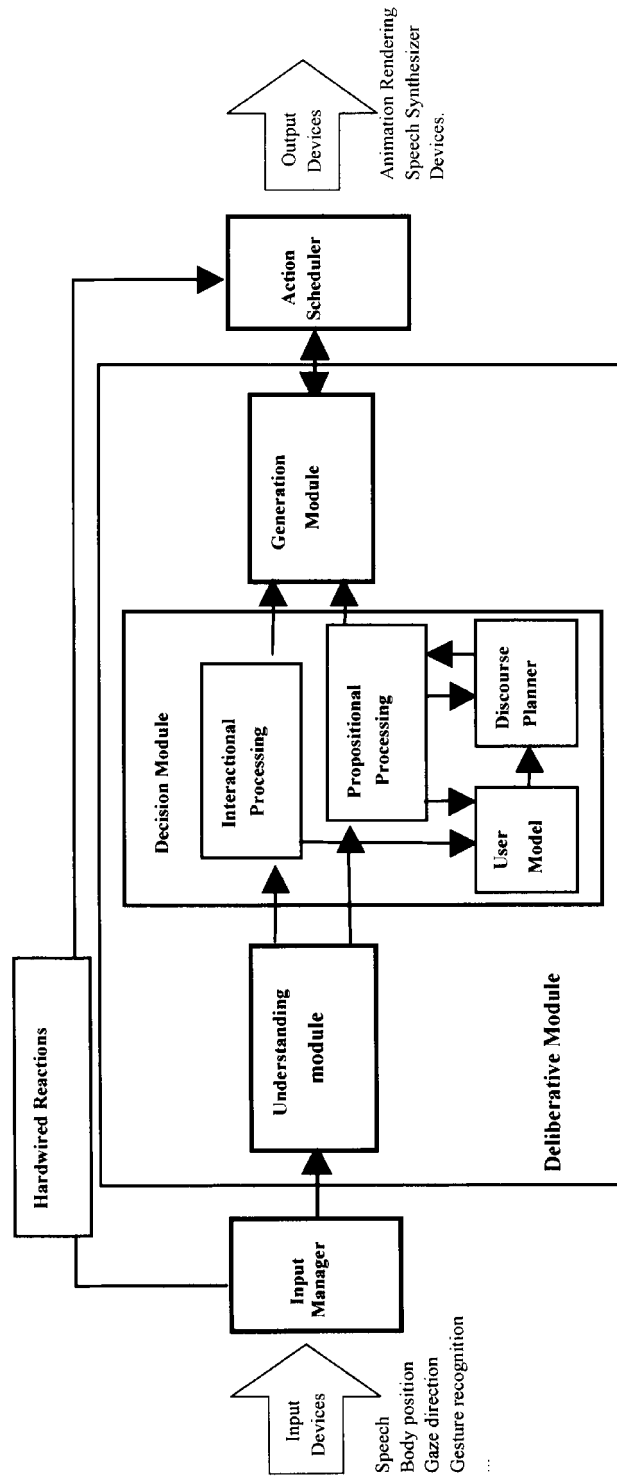 Hardwired Reactions
Input
Devices
Speech
Body position
Gaze direction
Gesture recognition
...
Input
Manager
Understanding
module
Deliberative Module
Decision Module
Interactional
Processing
Propositional
Processing
User
Model
Discourse
Planner
Generation
Module
Action
Scheduler
Output
Devices
Animation Rendering
Speech Synthesizer
Devices.